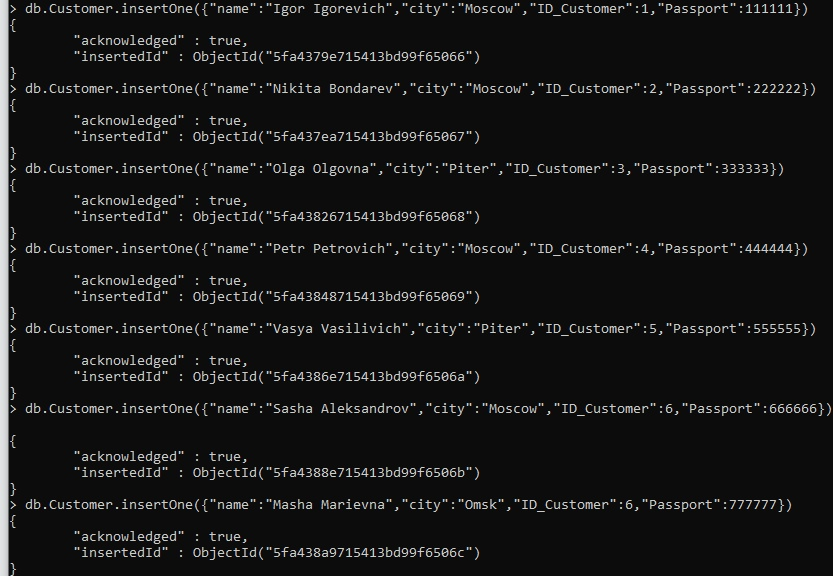 > db.Customer.insertOne({"name":"Igor Igorevich","city":"Moscow","ID_Customer":1,"Passport":111111})
{
        "acknowledged" : true,
        "insertedId" : ObjectId("5fa4379e715413bd99f65066")
}
> db.Customer.insertOne({"name":"Nikita Bondarev","city":"Moscow","ID_Customer":2,"Passport":222222})
{
        "acknowledged" : true,
        "insertedId" : ObjectId("5fa437ea715413bd99f65067")
}
> db.Customer.insertOne({"name":"Olga Olgovna","city":"Piter","ID_Customer":3,"Passport":333333})
{
        "acknowledged" : true,
        "insertedId" : ObjectId("5fa43826715413bd99f65068")
}
> db.Customer.insertOne({"name":"Petr Petrovich","city":"Moscow","ID_Customer":4,"Passport":444444})
{
        "acknowledged" : true,
        "insertedId" : ObjectId("5fa43848715413bd99f65069")
}
> db.Customer.insertOne({"name":"Vasya Vasilivich","city":"Piter","ID_Customer":5,"Passport":555555})
{
        "acknowledged" : true,
        "insertedId" : ObjectId("5fa4386e715413bd99f6506a")
}
> db.Customer.insertOne({"name":"Sasha Aleksandrov","city":"Moscow","ID_Customer":6,"Passport":666666})
{
        "acknowledged" : true,
        "insertedId" : ObjectId("5fa4388e715413bd99f6506b")
}
> db.Customer.insertOne({"name":"Masha Marievna","city":"Omsk","ID_Customer":6,"Passport":777777})
{
        "acknowledged" : true,
        "insertedId" : ObjectId("5fa438a9715413bd99f6506c")
}